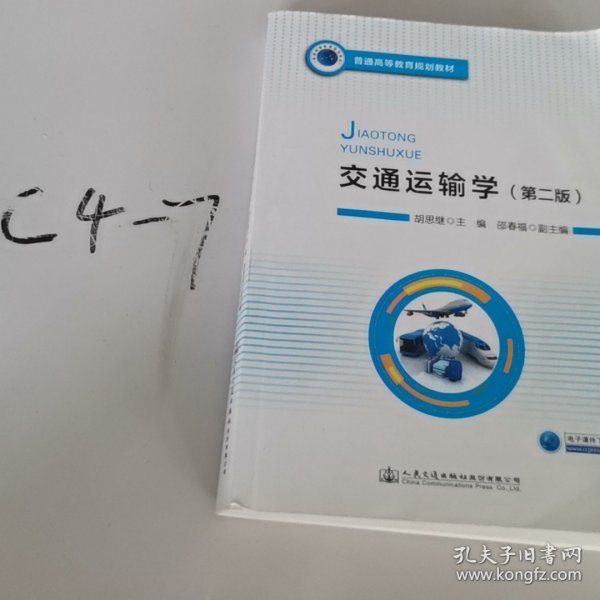 普通高等教育规划教材
JIAOTONG
YUNSHUXUE
交通运输学(第二版)
胡思继◎主 编 邵春福◎副主编
C4-7
电子课件下
人民交通出版社股份有限公司
China Communications Press Co.,Ltd.
孔夫子旧书网
www.kongfz.com